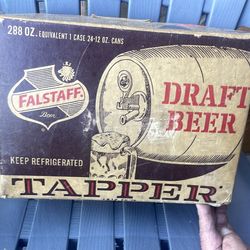 288 OZ. EQUIVALENT 1 CASE 24-12 OZ. CANS
FALSTAFF
Beer
DRAFT
BEER
KEEP REFRIGERATED
TAPPER